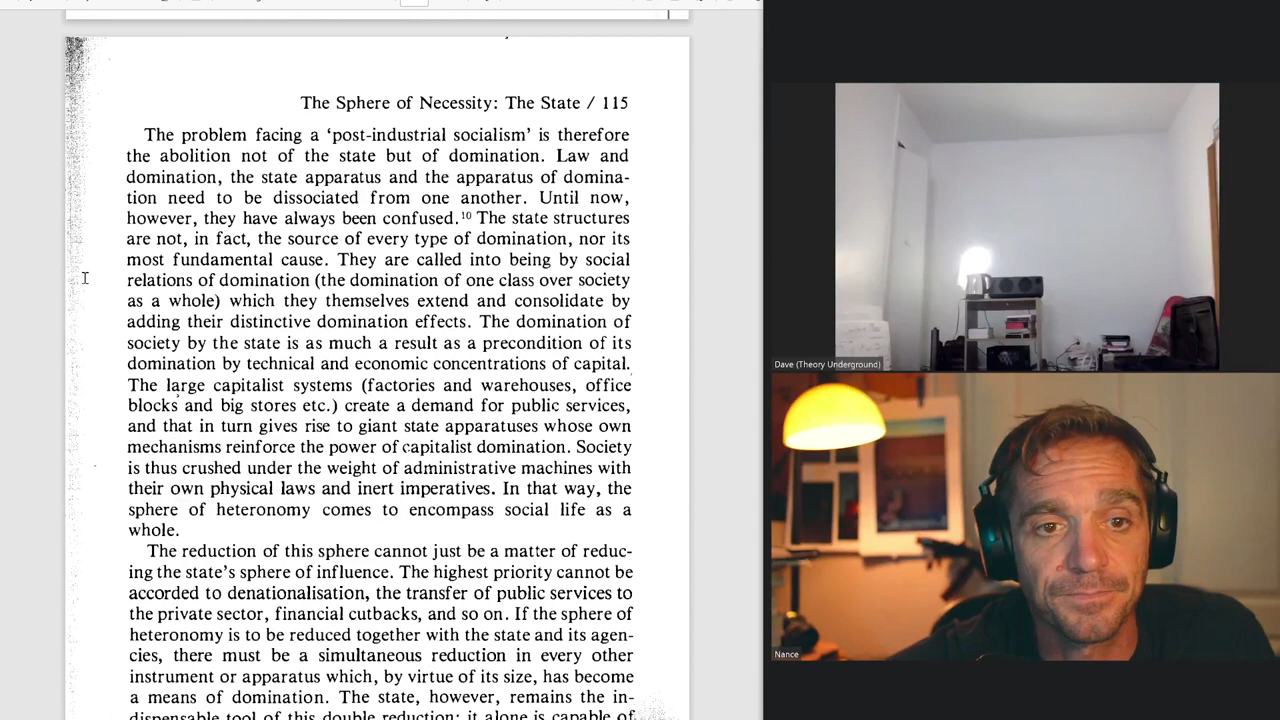 The Sphere of Necessity: The State / 115
The problem facing a ‘post-industrial socialism’ is therefore
the abolition not of the state but of domination. Law and
domination, the state apparatus and the apparatus of domina-
tion need to be dissociated from one another. Until now,
however, they have always been confused.¹⁰ The state structures
are not, in fact, the source of every type of domination, nor its
most fundamental cause. They are called into being by social
relations of domination (the domination of one class over society
as a whole) which they themselves extend and consolidate by
adding their distinctive domination effects. The domination of
society by the state is as much a result as a precondition of its
domination by technical and economic concentrations of capital.
The large capitalist systems (factories and warehouses, office
blocks and big stores etc.) create a demand for public services,
and that in turn gives rise to giant state apparatuses whose own
mechanisms reinforce the power of capitalist domination. Society
is thus crushed under the weight of administrative machines with
their own physical laws and inert imperatives. In that way, the
sphere of heteronomy comes to encompass social life as a
whole.
The reduction of this sphere cannot just be a matter of reduc-
ing the state’s sphere of influence. The highest priority cannot be
accorded to denationalisation, the transfer of public services to
the private sector, financial cutbacks, and so on. If the sphere of
heteronomy is to be reduced together with the state and its agen-
cies, there must be a simultaneous reduction in every other
instrument or apparatus which, by virtue of its size, has become
a means of domination. The state, however, remains the in-
dispensable tool of this double reduction: it alone is capable of
Dave (Theory Underground)
Nance